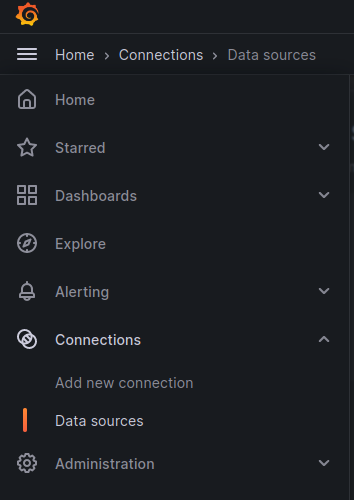 Home > Connections > Data sources
Home
Starred
Dashboards
Explore
Alerting
Connections
Add new connection
Data sources
Administration